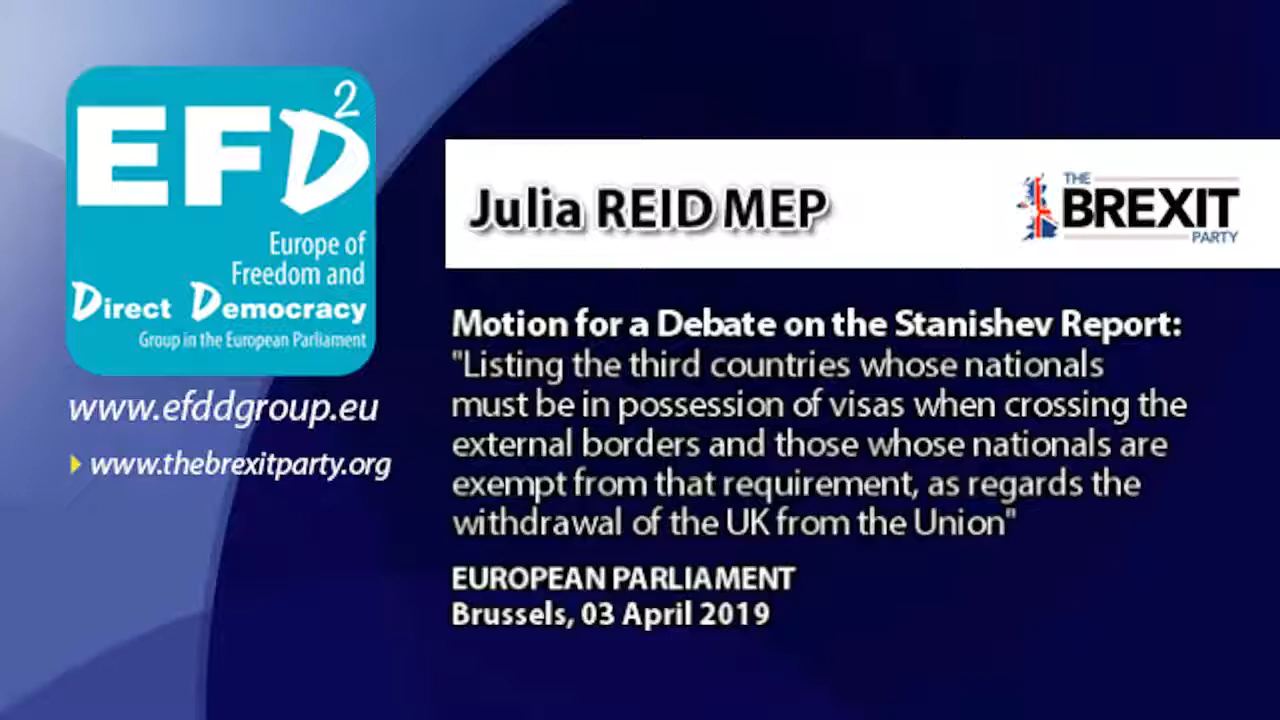 EFD2
Europe of
Freedom and
Direct Democracy
Group in the European Parliament
www.efddgroup.eu
www.thebrexitparty.org
Julia REID MEP
THE
BREXIT
PARTY
Motion for a Debate on the Stanishev Report:
"Listing the third countries whose nationals
must be in possession of visas when crossing the
external borders and those whose nationals are
exempt from that requirement, as regards the
withdrawal of the UK from the Union"
EUROPEAN PARLIAMENT
Brussels, 03 April 2019